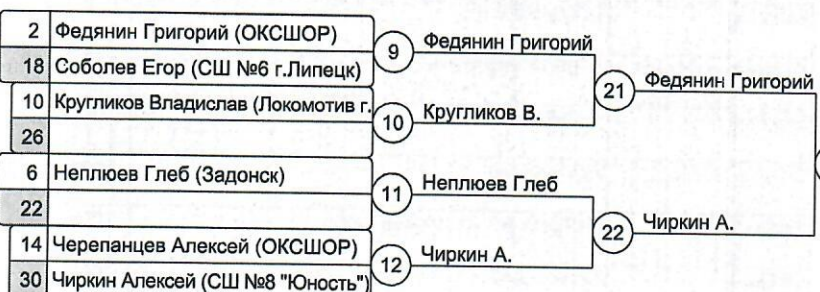 2 Федянин Григорий (ОКСШОР)
18 Соболев Егор (СШ №6 г.Липецк)
9 Федянин Григорий
10 Кругликов Владислав (Локомотив г.
26
10 Кругликов В.
21 Федянин Григорий
6 Неплюев Глеб (Задонск)
22
11 Неплюев Глеб
14 Черепанцев Алексей (ОКСШОР)
30 Чиркин Алексей (СШ №8 "Юность")
12 Чиркин А.
22 Чиркин А.